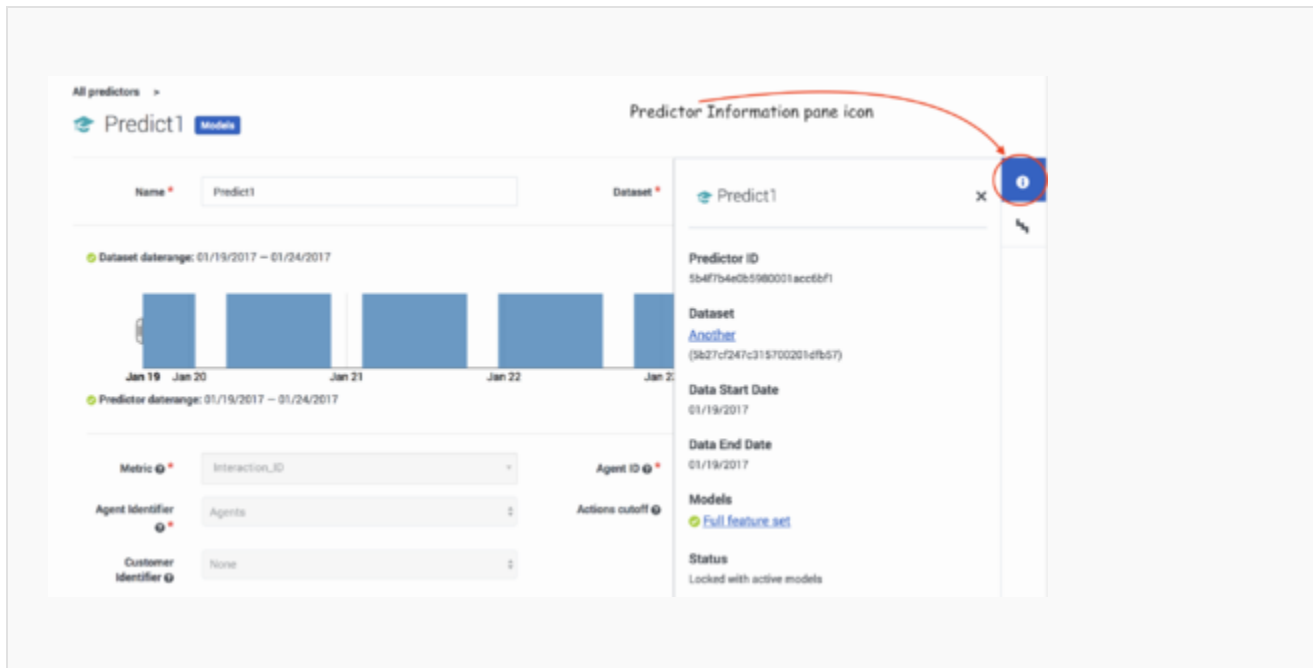 All predictors >
Predict1 Models
Predictor Information pane icon
Name * Predict1 Dataset *
Dataset daterange: 01/19/2017 – 01/24/2017
Jan 19 Jan 20 Jan 21 Jan 22 Jan 2
Predictor daterange: 01/19/2017 – 01/24/2017
Metric * Interaction_ID Agent ID *
Agent Identifier * Agents Actions cutoff
Customer Identifier None
Predict1
Predictor ID
Dataset
Another
Data Start Date
01/19/2017
Data End Date
01/19/2017
Models
Full feature set
Status
Locked with active models